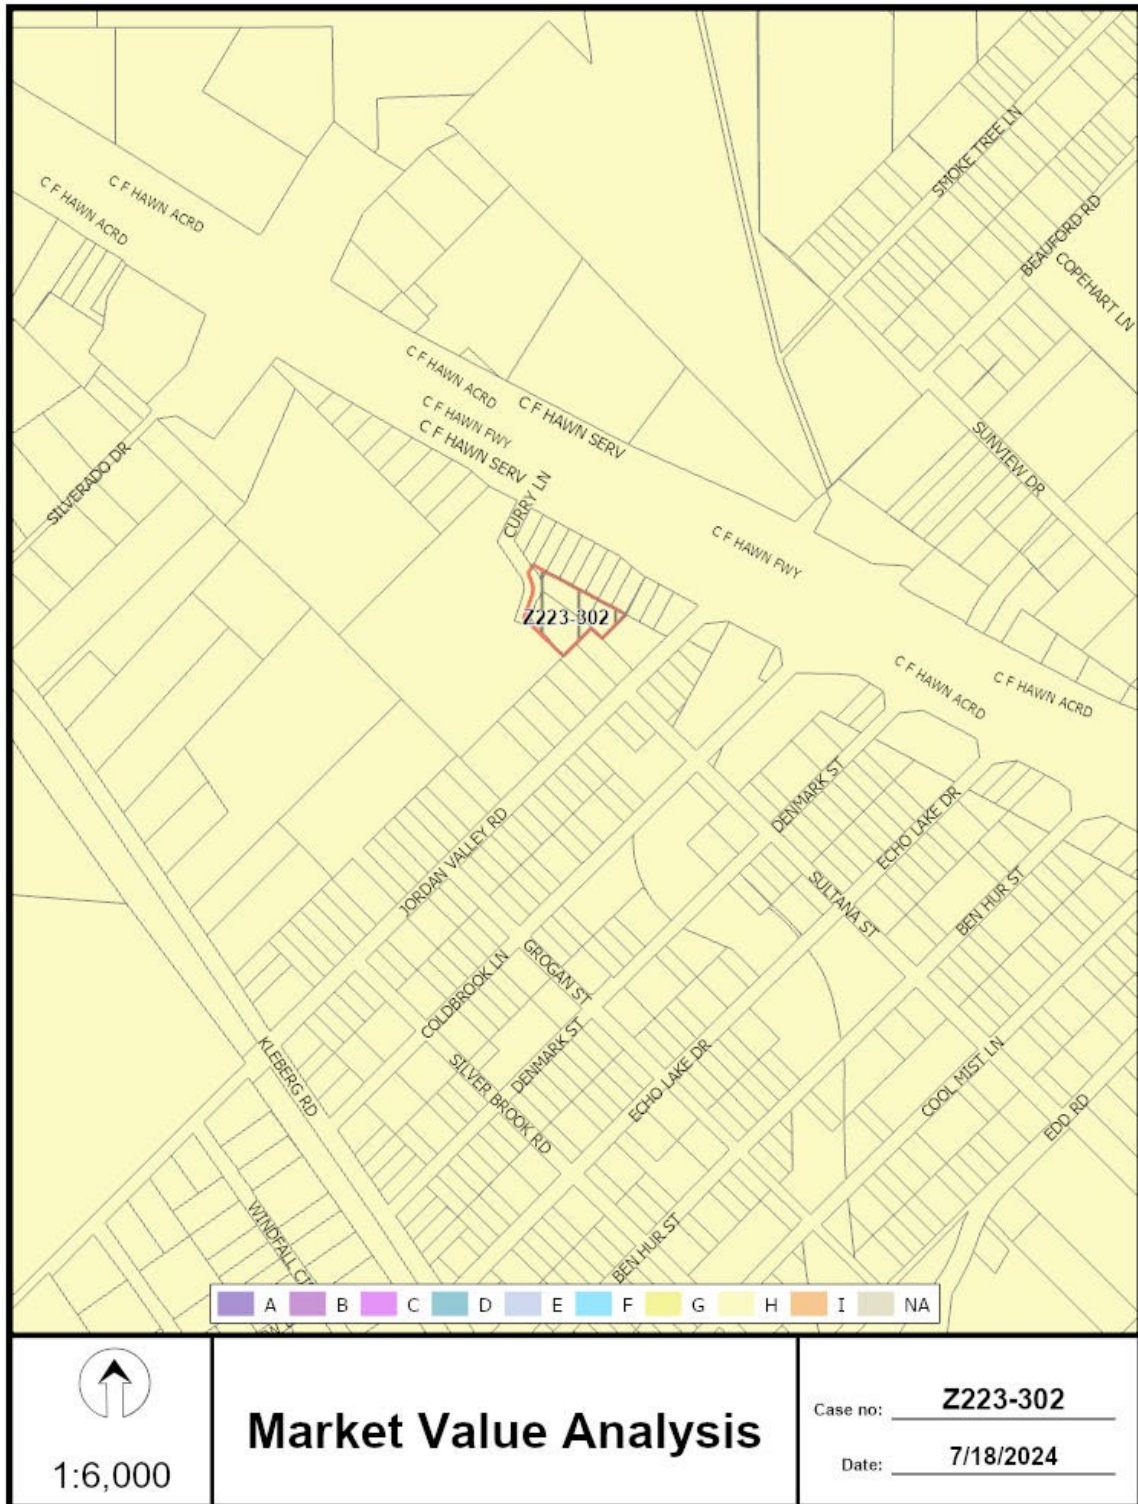 SMOKE TREE LN
C F HAWN ACRD
C F HAWN ACRD
BEAUFORD RD
COPEHART LN
C F HAWN ACRD
C F HAWN SERV
C F HAWN FWY
C F HAWN SERV
SUNVIEW DR
SILVERADO DR
CURRY LN
C F HAWN FWY
Z223-302
C F HAWN ACRD
C F HAWN ACRD
DENMARK ST
JORDAN VALLEY RD
ECHO LAKE DR
SULTANA ST
BEN HUR ST
GROGAN ST
COLDBROOK LN
KLEBERG RD
DENMARK ST
SILVER BROOK RD
ECHO LAKE DR
COOL MIST LN
EDD RD
WINDFALL
BEN HUR ST
A B C D E F G H I NA
1:6,000
Market Value Analysis
Case no: Z223-302
Date: 7/18/2024